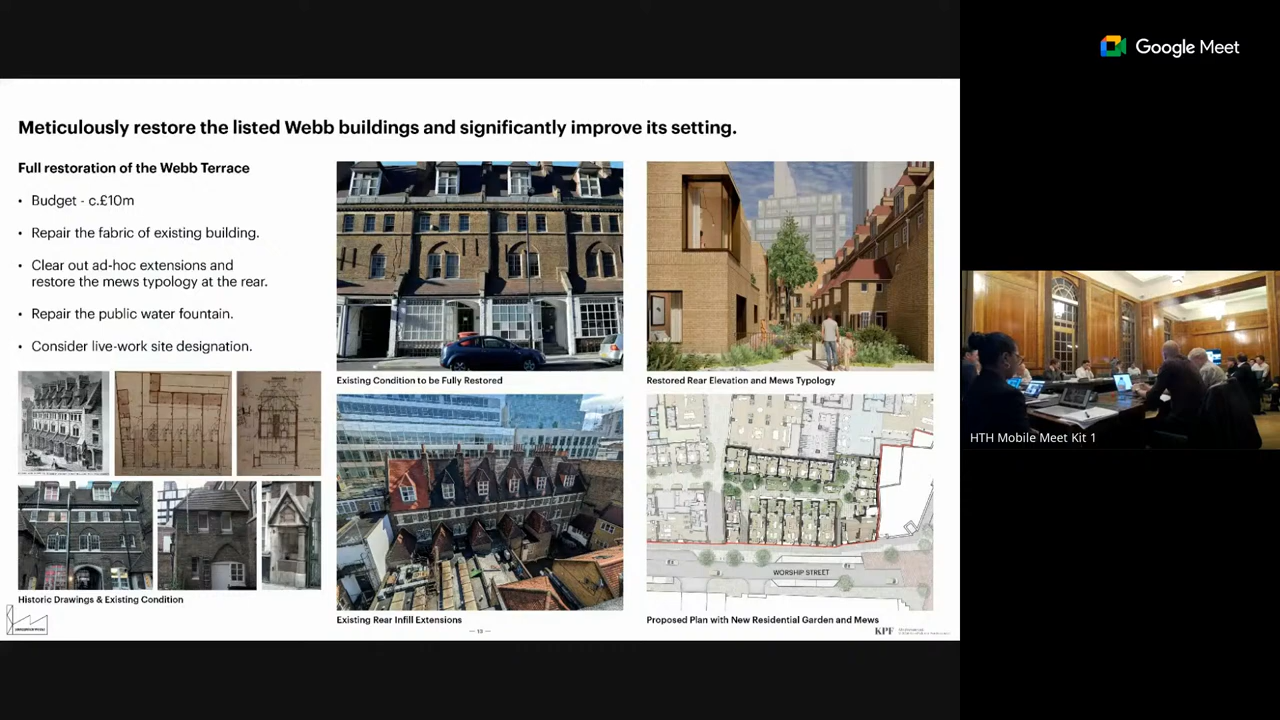 Google Meet
Meticulously restore the listed Webb buildings and significantly improve its setting.
Full restoration of the Webb Terrace
• Budget - c.£10m
• Repair the fabric of existing building.
• Clear out ad-hoc extensions and
restore the mews typology at the rear.
• Repair the public water fountain.
• Consider live-work site designation.
Historic Drawings & Existing Condition
Existing Condition to be Fully Restored
Existing Rear Infill Extensions
Restored Rear Elevation and Mews Typology
WORSHIP STREET
Proposed Plan with New Residential Garden and Mews
— 13 —
KPF
HTH Mobile Meet Kit 1